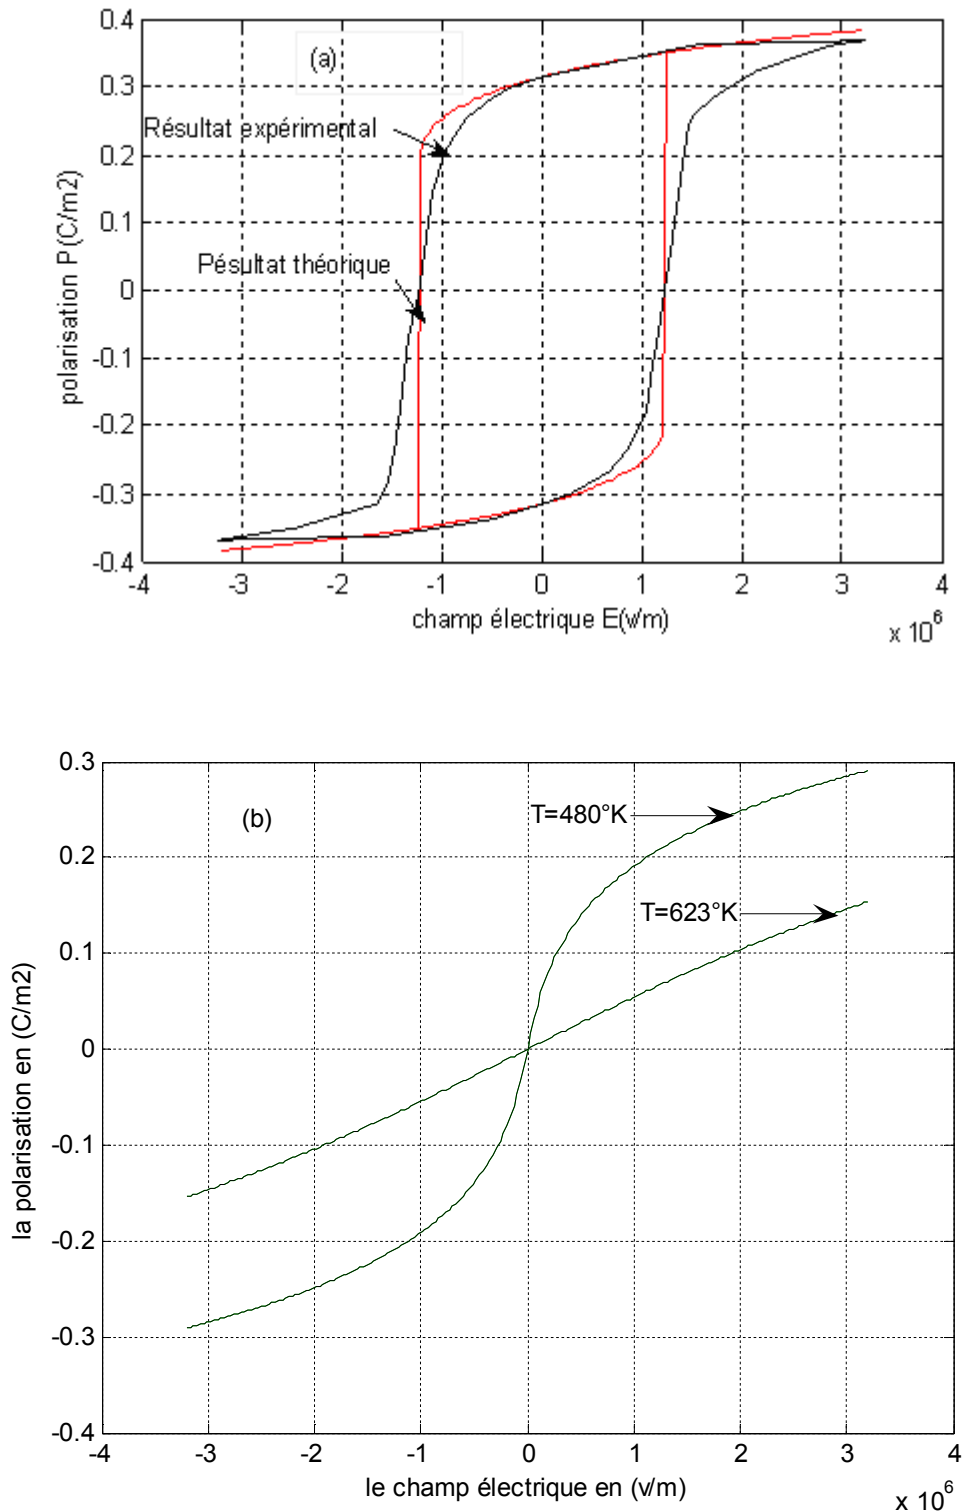 0.4
(a)
0.3
Résultat expérimental
0.2
0.1
Pésultat théorique
0
-0.1
-0.2
-0.3
-0.4
polarisation P(C/m2)
-4 -3 -2 -1 0 1 2 3 4
champ électrique E(v/m)
x 10^6
0.3
(b)
T=480°K
0.2
T=623°K
0.1
0
-0.1
-0.2
-0.3
-0.4
la polarisation en (C/m2)
-4 -3 -2 -1 0 1 2 3 4
le champ électrique en (v/m)
x 10^6